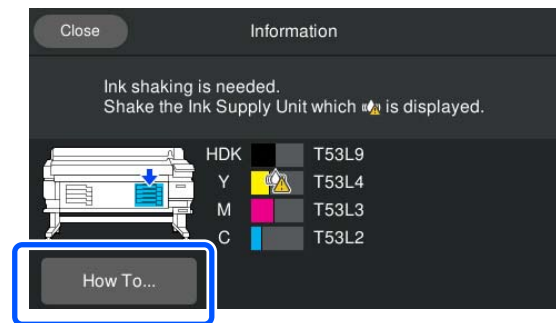 Close
Information
Ink shaking is needed.
Shake the Ink Supply Unit which is displayed.
HDK T53L9
Y T53L4
M T53L3
C T53L2
How To...